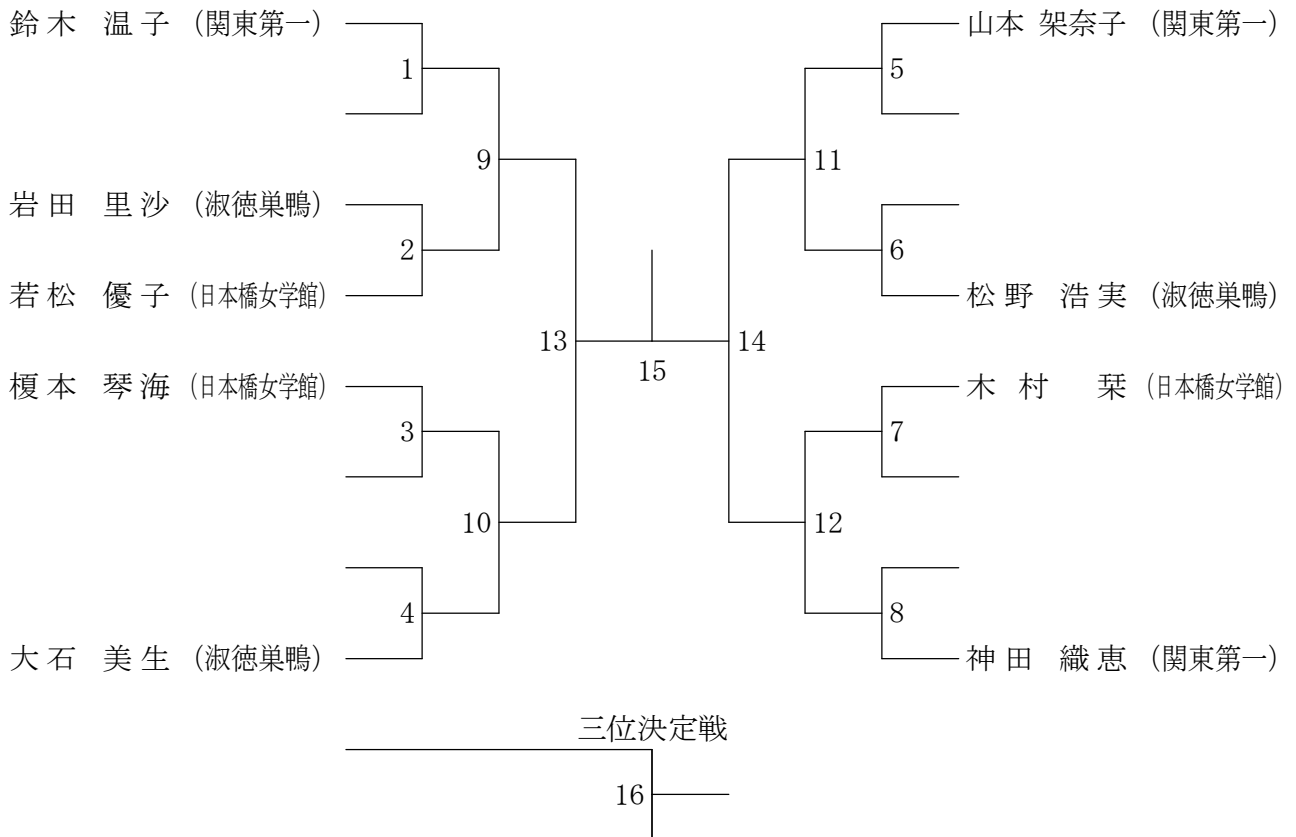 鈴木 温子 (関東第一)
山本 架奈子 (関東第一)
1
5
9
11
岩田 里沙 (淑徳巣鴨)
2
6
若松 優子 (日本橋女学館)
松野 浩実 (淑徳巣鴨)
13
14
15
榎本 琴海 (日本橋女学館)
木村 栞 (日本橋女学館)
3
7
10
12
4
8
大石 美生 (淑徳巣鴨)
神田 織恵 (関東第一)
三位決定戦
16